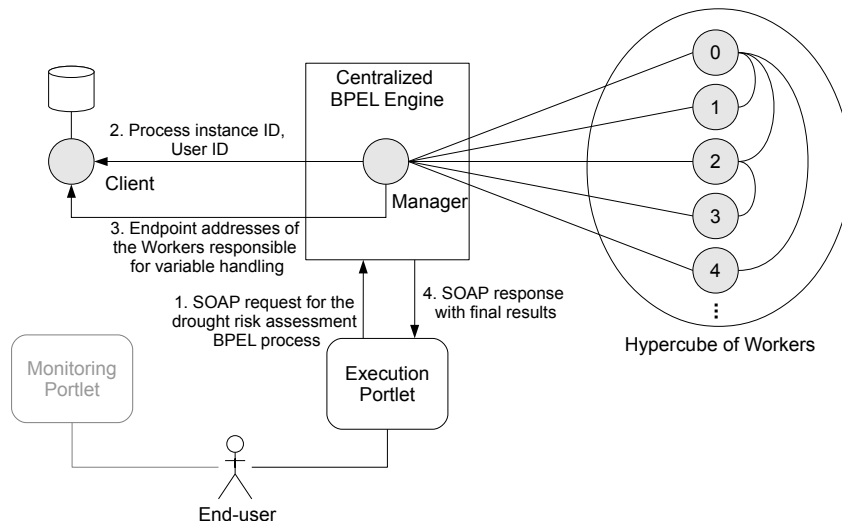 0
Centralized
BPEL Engine
1
2. Process instance ID,
User ID
2
Client
Manager
3
3. Endpoint addresses of
the Workers responsible
for variable handling
4
1. SOAP request for the
drought risk assessment
BPEL process
4. SOAP response
with final results
...
Hypercube of Workers
Monitoring
Portlet
Execution
Portlet
End-user